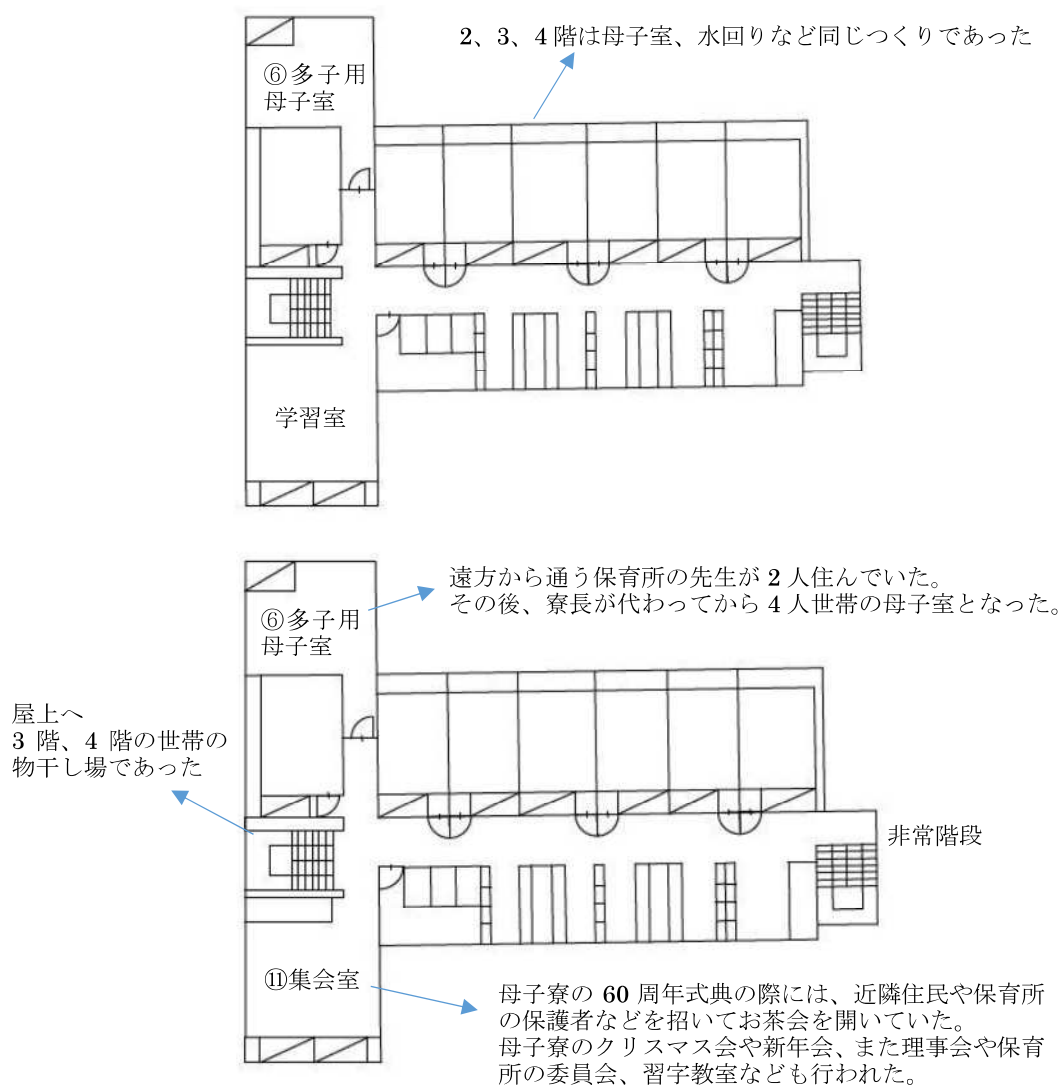 2、3、4階は母子室、水回りなど同じつくりであった
⑥多子用
母子室
学習室
遠方から通う保育所の先生が2人住んでいた。
その後、寮長が代わってから4人世帯の母子室となった。
⑥多子用
母子室
屋上へ
3 階、4 階の世帯の
物干し場であった
非常階段
⑪集会室
母子寮の 60 周年式典の際には、近隣住民や保育所
の保護者などを招いてお茶会を開いていた。
母子寮のクリスマス会や新年会、また理事会や保育
所の委員会、習字教室なども行われた。